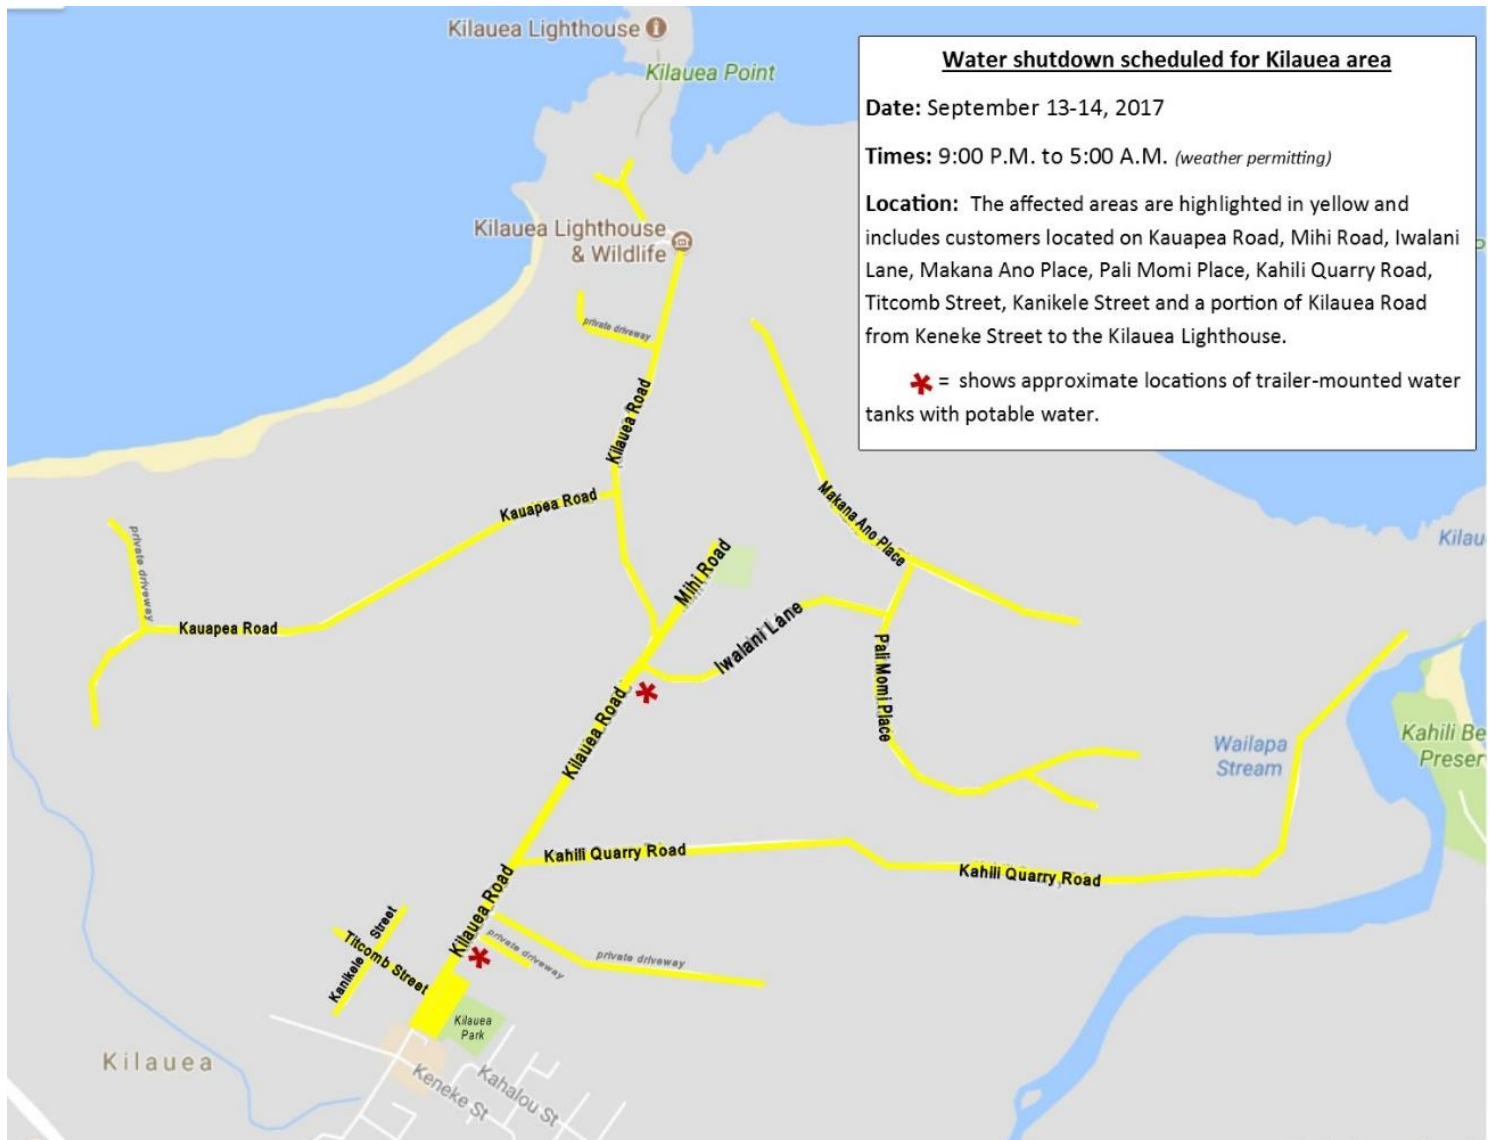 Kilauea Lighthouse
Kilauea Point
Water shutdown scheduled for Kilauea area
Date: September 13-14, 2017
Times: 9:00 P.M. to 5:00 A.M. (weather permitting)
Location: The affected areas are highlighted in yellow and
includes customers located on Kauapea Road, Mihi Road, Iwalani
Lane, Makana Ano Place, Pali Momi Place, Kahili Quarry Road,
Titcomb Street, Kanikele Street and a portion of Kilauea Road
from Keneke Street to the Kilauea Lighthouse.
* = shows approximate locations of trailer-mounted water
tanks with potable water.
Kilauea Lighthouse
& Wildlife
private driveway
Kilauea Road
Kauapea Road
Makana Ano Place
Kilau
private driveway
Mihi Road
Kauapea Road
Iwalani Lane
Pali Momi Place
Kilauea Road
Wailapa
Stream
Kahili Be
Preser
Kahili Quarry Road
Kahili Quarry Road
Kilauea Road
Kanikele Street
Titcomb Street
private driveway
private driveway
Kilauea
Park
Kilauea
Keneke St
Kahalou St